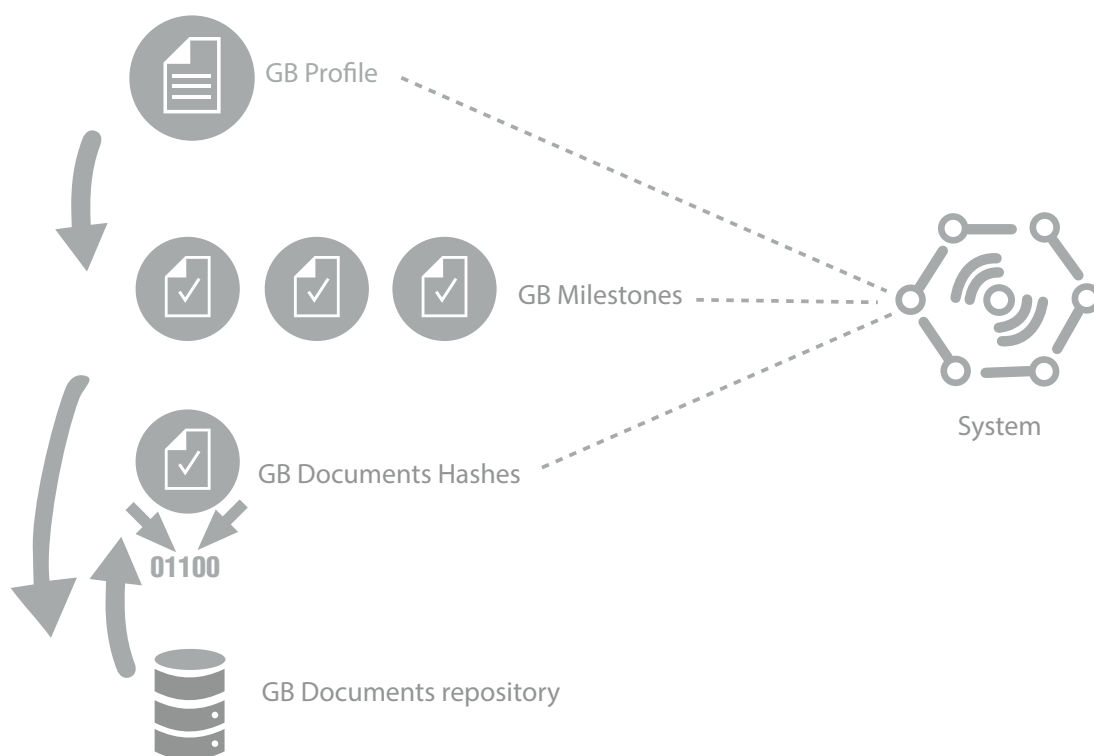 GB Profile
GB Milestones
System
GB Documents Hashes
01100
GB Documents repository